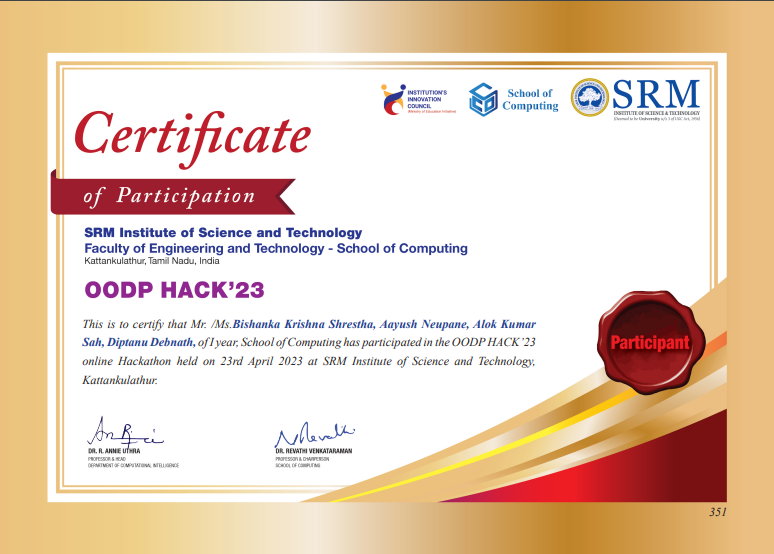 INSTITUTION'S
INNOVATION
COUNCIL
(Ministry of Education Initiative)
School of
Computing
SRM
INSTITUTE OF SCIENCE & TECHNOLOGY
(Deemed to be University u/s 3 of UGC Act, 1956)
Certificate
of Participation
SRM Institute of Science and Technology
Faculty of Engineering and Technology - School of Computing
Kattankulathur, Tamil Nadu, India
OODP HACK’23
This is to certify that Mr. /Ms.Bishanka Krishna Shrestha, Aayush Neupane, Alok Kumar
Sah, Diptanu Debnath, of I year, School of Computing has participated in the OODP HACK’23
online Hackathon held on 23rd April 2023 at SRM Institute of Science and Technology,
Kattankulathur.
Participant
DR. R. ANNIE UTHRA
PROFESSOR & HEAD
DEPARTMENT OF COMPUTATIONAL INTELLIGENCE
DR. REVATHI VENKATARAMAN
PROFESSOR & CHAIRPERSON
SCHOOL OF COMPUTING
351